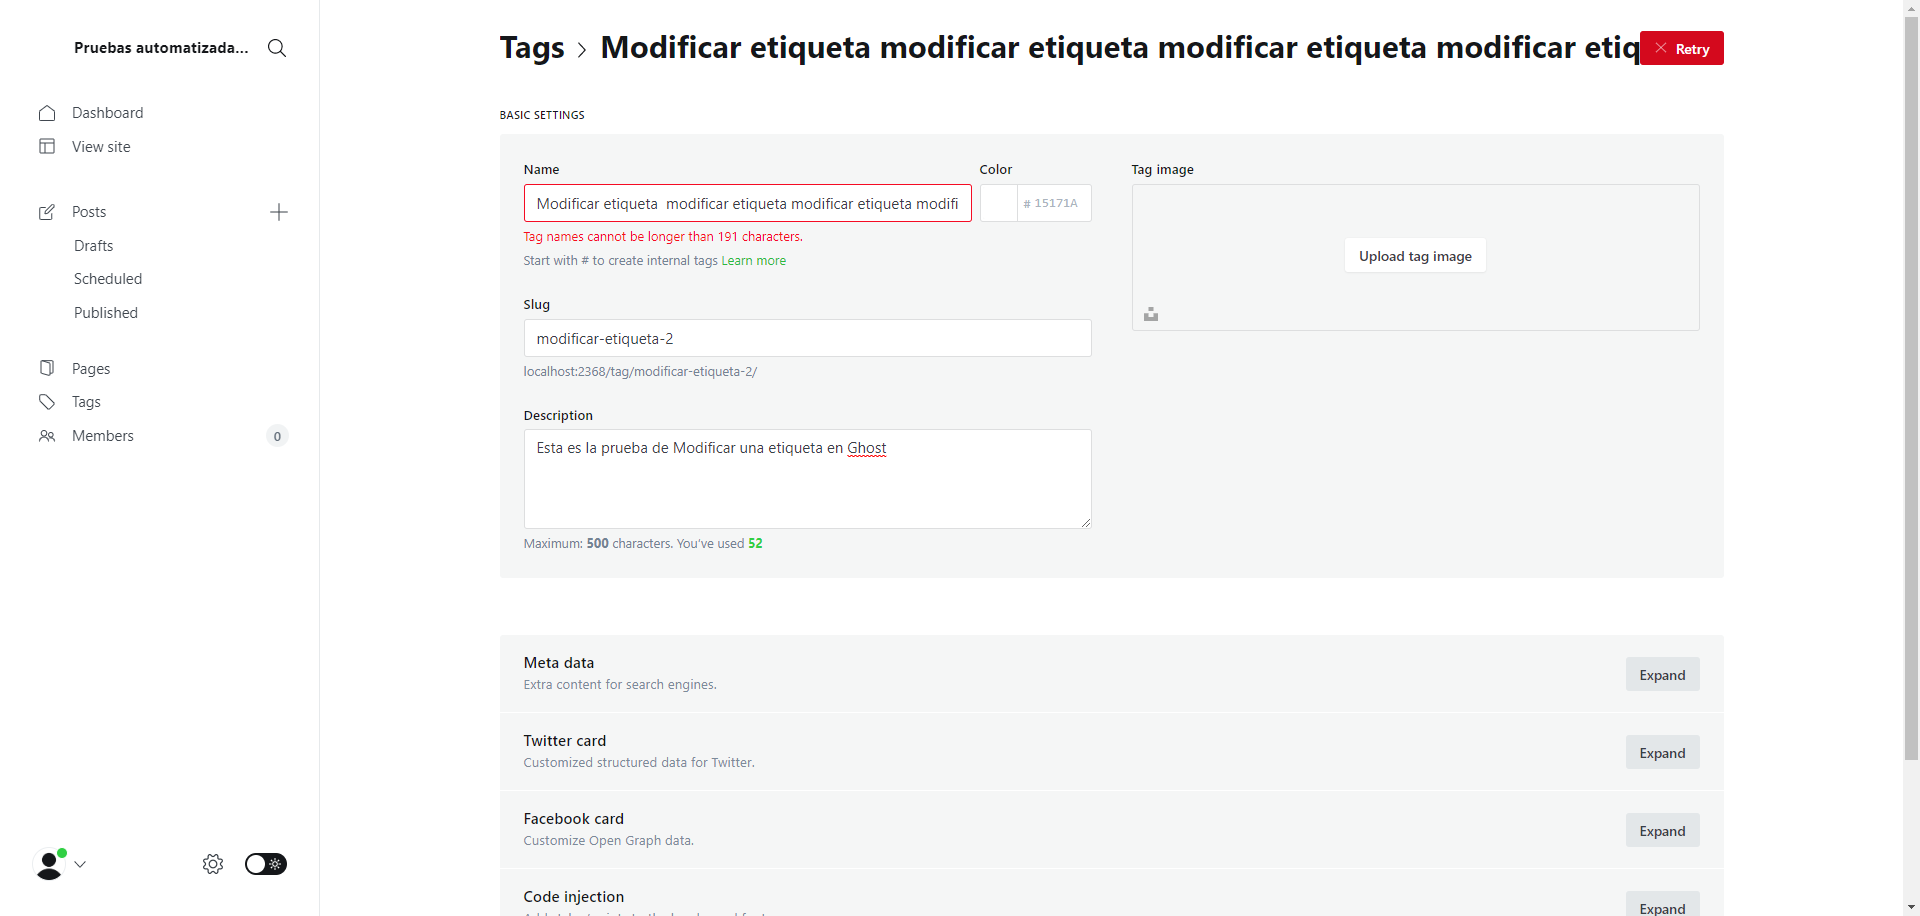 Pruebas automatizada...
Dashboard
View site
Posts
Drafts
Scheduled
Published
Pages
Tags
Members 0
Tags > Modificar etiqueta modificar etiqueta modificar etiqueta modificar etiq
Retry
BASIC SETTINGS
Name
Modificar etiqueta  modificar etiqueta modificar etiqueta modifi
Tag names cannot be longer than 191 characters.
Start with # to create internal tags Learn more
Color
# 15171A
Slug
modificar-etiqueta-2
localhost:2368/tag/modificar-etiqueta-2/
Description
Esta es la prueba de Modificar una etiqueta en Ghost
Maximum: 500 characters. You've used 52
Tag image
Upload tag image
Meta data
Extra content for search engines.
Expand
Twitter card
Customized structured data for Twitter.
Expand
Facebook card
Customize Open Graph data.
Expand
Code injection
Expand